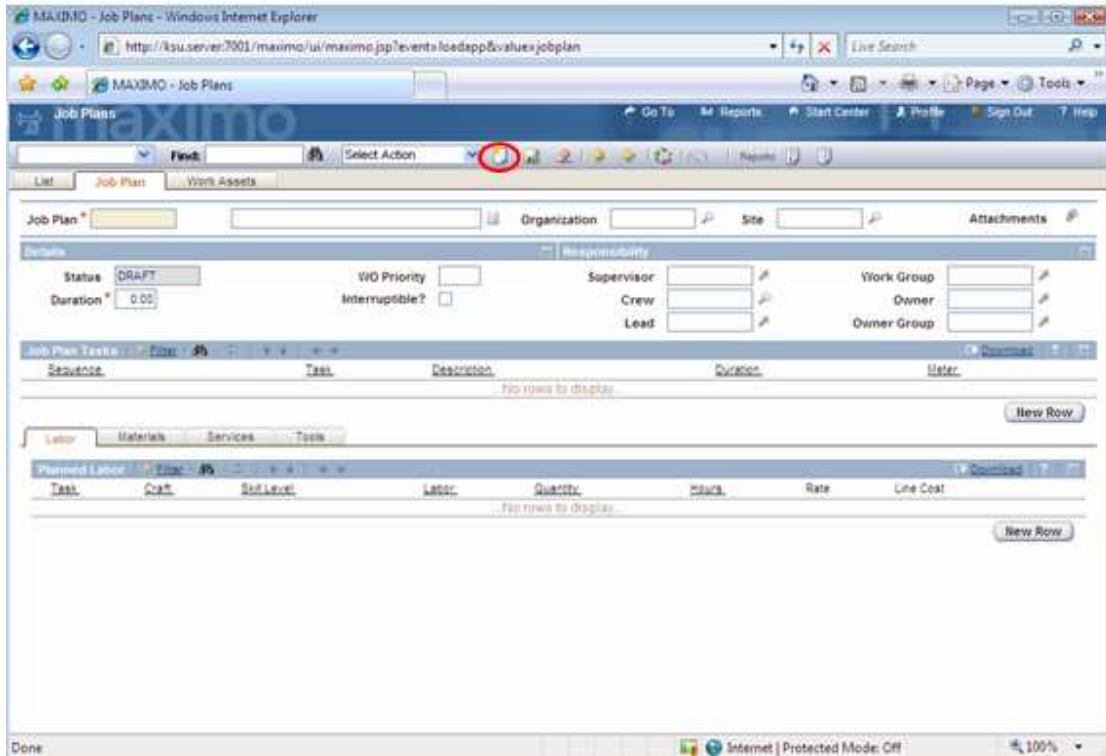 MAXIMO - Job Plans - Windows Internet Explorer
http://ksu.server:7001/maximo/ui/maximo.jsp?event=loadapp&value=jobplan
Live Search
MAXIMO - Job Plans
Page Tools
Job Plans
maximo
Go To Reports Start Center Profile Sign Out Help
Find: Select Action Reports
List Job Plan Work Assets
Job Plan * Organization Site Attachments
Details Responsibility
Status DRAFT WO Priority Supervisor Work Group
Duration * 0:00 Interruptible? Crew Owner
Lead Owner Group
Job Plan Tasks Filter Download
Sequence Task Description Duration Meter
...No rows to display...
New Row
Labor Materials Services Tools
Planned Labor Filter Download
Task Craft Skill Level Labor Quantity Hours Rate Line Cost
...No rows to display...
New Row
Done Internet | Protected Mode: Off 100%